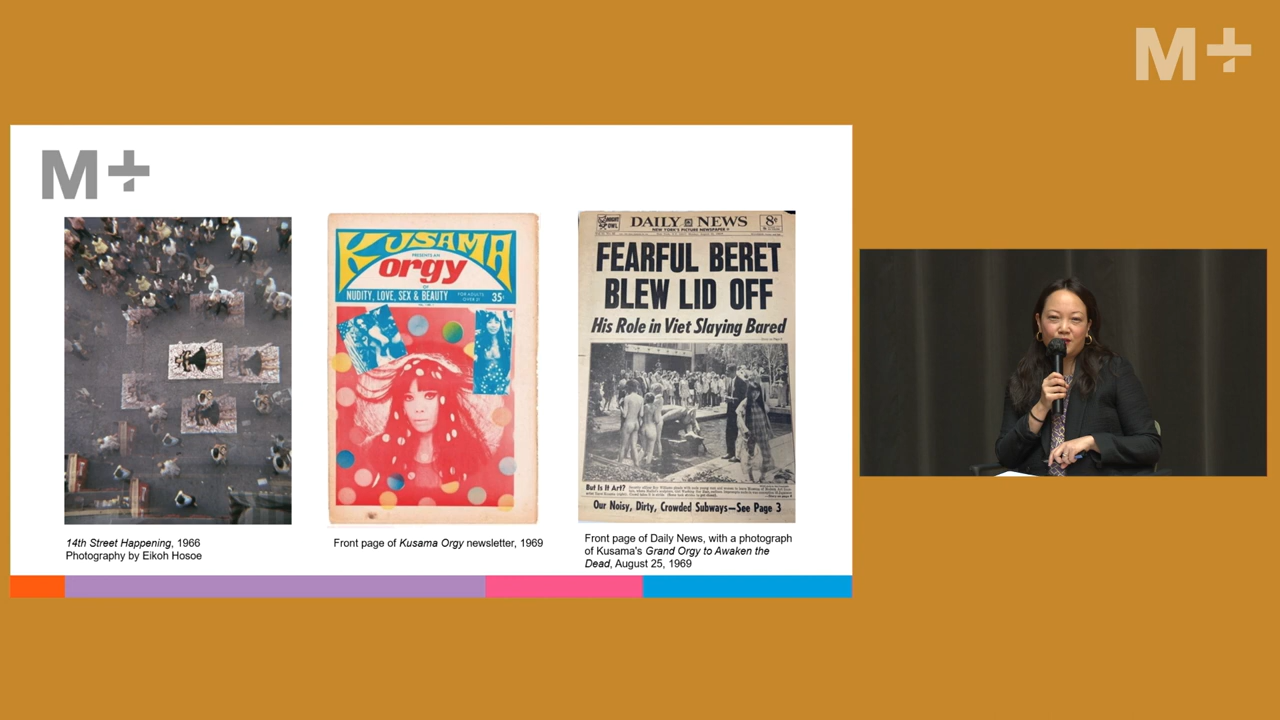 M+
M+
KUSAMA
PRESENTS AN
orgy
OF
NUDITY, LOVE, SEX & BEAUTY
FOR ADULTS
OVER 21
35¢
DAILY NEWS
NEW YORK'S PICTURE NEWSPAPER
8¢
FEARFUL BERET
BLEW LID OFF
His Role in Viet Slaying Bared
But Is It Art?
Our Noisy, Dirty, Crowded Subways—See Page 3
14th Street Happening, 1966
Photography by Eikoh Hosoe
Front page of Kusama Orgy newsletter, 1969
Front page of Daily News, with a photograph
of Kusama's Grand Orgy to Awaken the
Dead, August 25, 1969